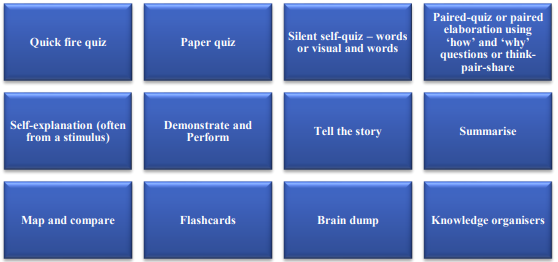 Quick fire quiz
Paper quiz
Silent self-quiz – words
or visual and words
Paired-quiz or paired
elaboration using
‘how’ and ‘why’
questions or think-
pair-share
Self-explanation (often
from a stimulus)
Demonstrate and
Perform
Tell the story
Summarise
Map and compare
Flashcards
Brain dump
Knowledge organisers